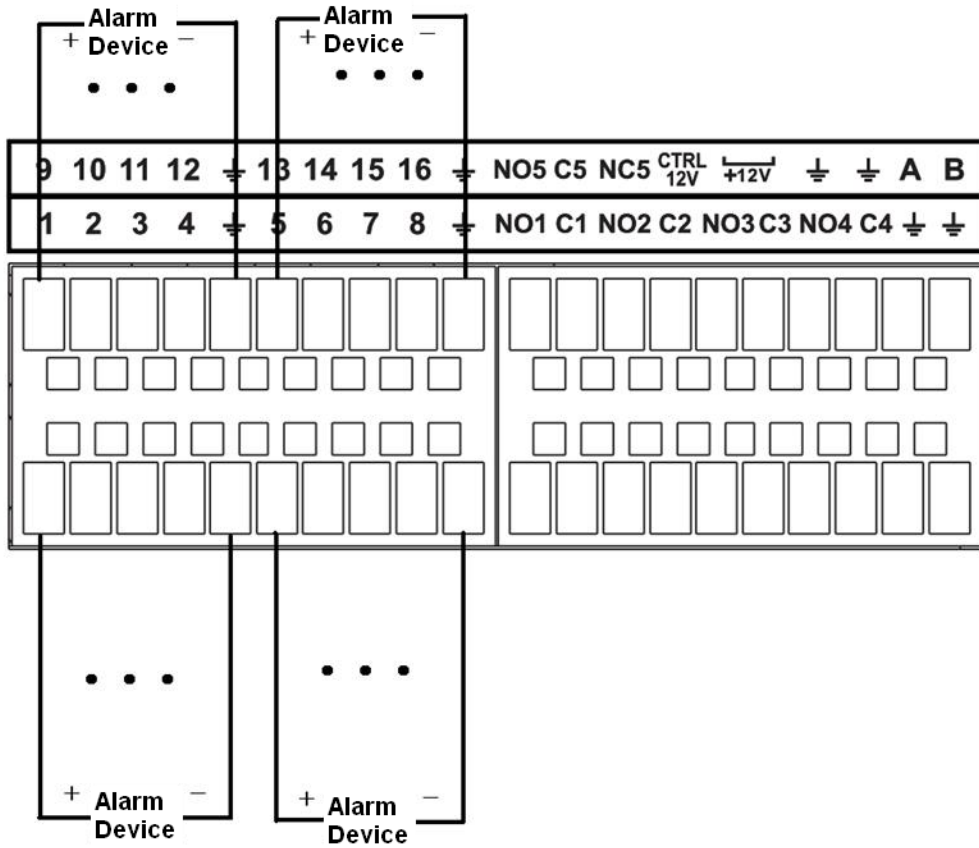 Alarm
+ Device −
Alarm
+ Device −
9 10 11 12 ⏚ 13 14 15 16 ⏚ NO5 C5 NC5 CTRL 12V +12V ⏚ ⏚ A B
1 2 3 4 ⏚ 5 6 7 8 ⏚ NO1 C1 NO2 C2 NO3 C3 NO4 C4 ⏚ ⏚
+ Alarm −
Device
+ Alarm −
Device